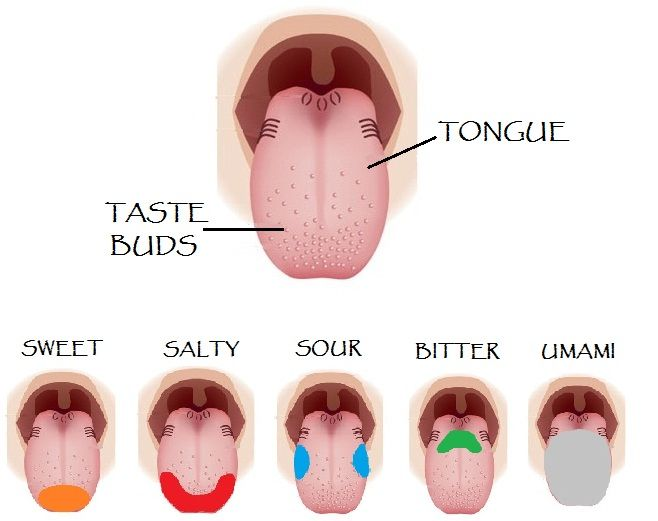 TONGUE
TASTE
BUDS
SWEET
SALTY
SOUR
BITTER
UMAMI